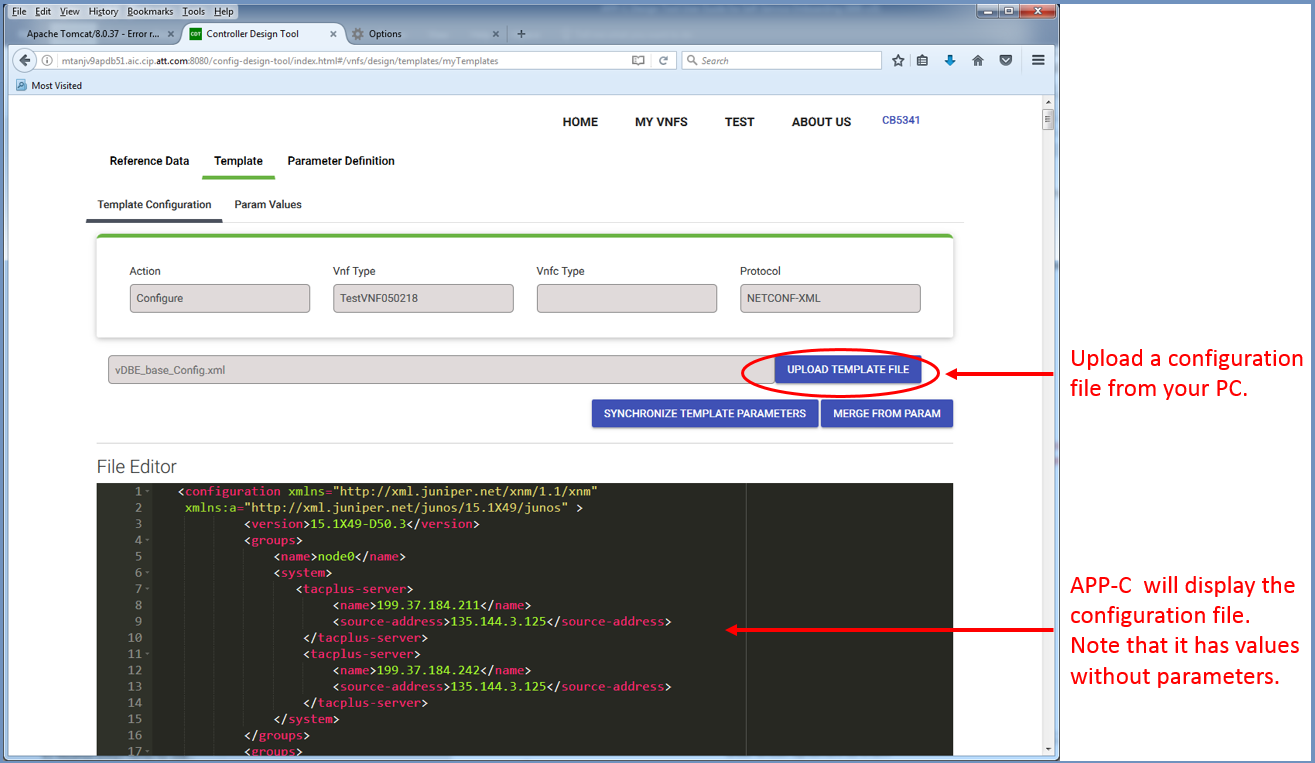 File Edit View History Bookmarks Tools Help
Apache Tomcat/8.0.37 - Error r... × CDT Controller Design Tool × Options × +
mtanjv9apdb51.aic.cip.att.com:8080/config-design-tool/index.html#/vnfs/design/templates/myTemplates Search
Most Visited
HOME MY VNFS TEST ABOUT US CB5341
Reference Data Template Parameter Definition
Template Configuration Param Values
Action Vnf Type Vnfc Type Protocol
Configure TestVNF050218 NETCONF-XML
vDBE_base_Config.xml UPLOAD TEMPLATE FILE
SYNCHRONIZE TEMPLATE PARAMETERS MERGE FROM PARAM
File Editor
1 <configuration xmlns="http://xml.juniper.net/xnm/1.1/xnm"
2 xmlns:a="http://xml.juniper.net/junos/15.1X49/junos" >
3 <version>15.1X49-D50.3</version>
4 <groups>
5 <name>node0</name>
6 <system>
7 <tacplus-server>
8 <name>199.37.184.211</name>
9 <source-address>135.144.3.125</source-address>
10 </tacplus-server>
11 <tacplus-server>
12 <name>199.37.184.242</name>
13 <source-address>135.144.3.125</source-address>
14 </tacplus-server>
15 </system>
16 </groups>
17 <groups>
Upload a configuration
file from your PC.
APP-C will display the
configuration file.
Note that it has values
without parameters.